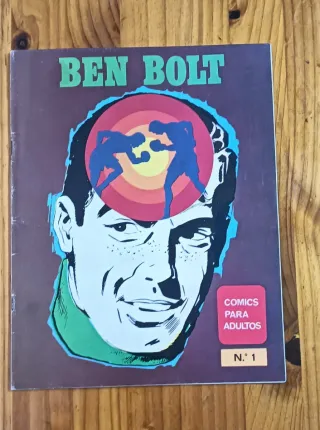 BEN BOLT
COMICS
PARA
ADULTOS
N.° 1